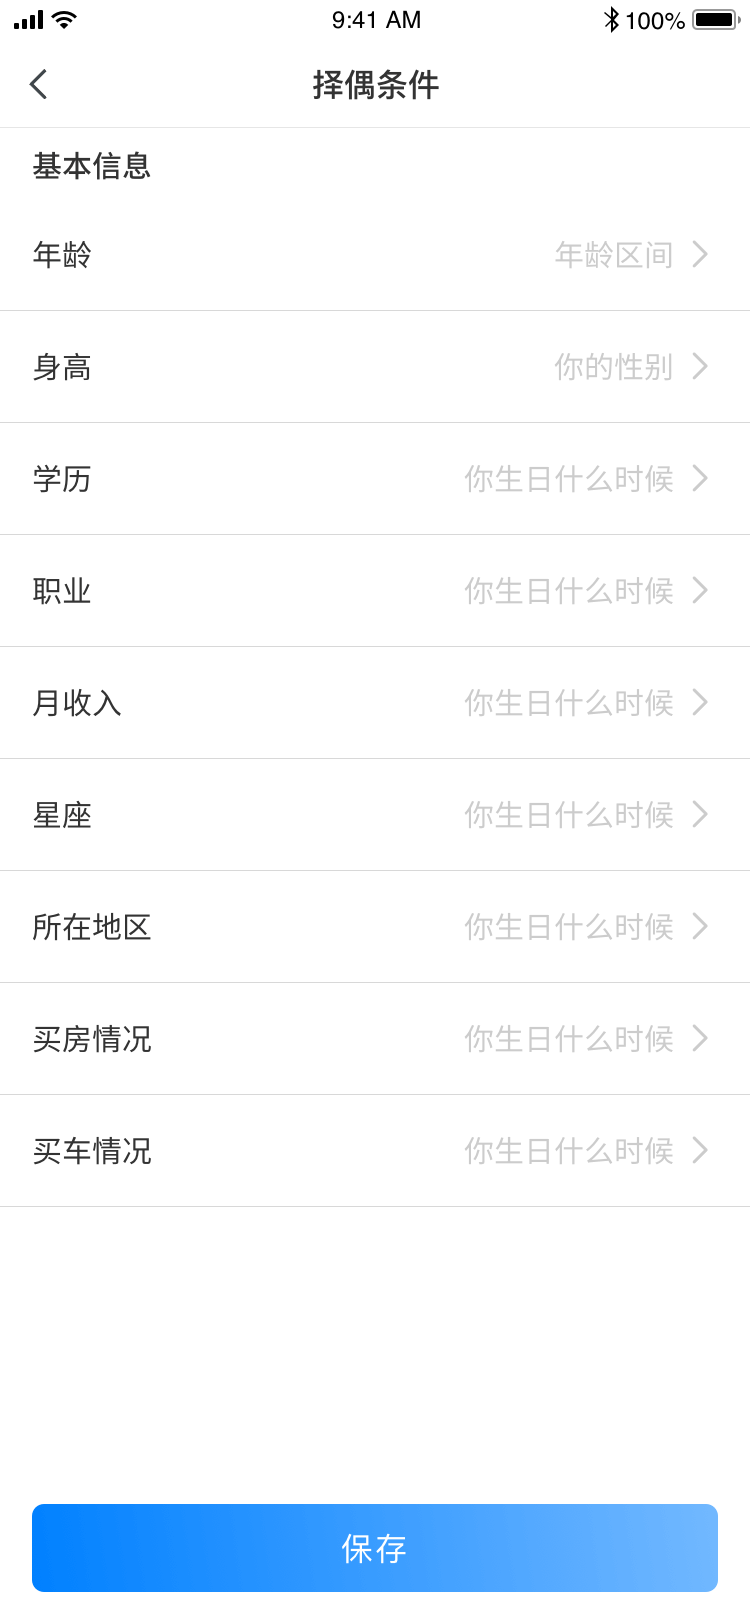 9:41 AM 100%
择偶条件
基本信息
年龄 年龄区间
身高 你的性别
学历 你生日什么时候
职业 你生日什么时候
月收入 你生日什么时候
星座 你生日什么时候
所在地区 你生日什么时候
买房情况 你生日什么时候
买车情况 你生日什么时候
保存